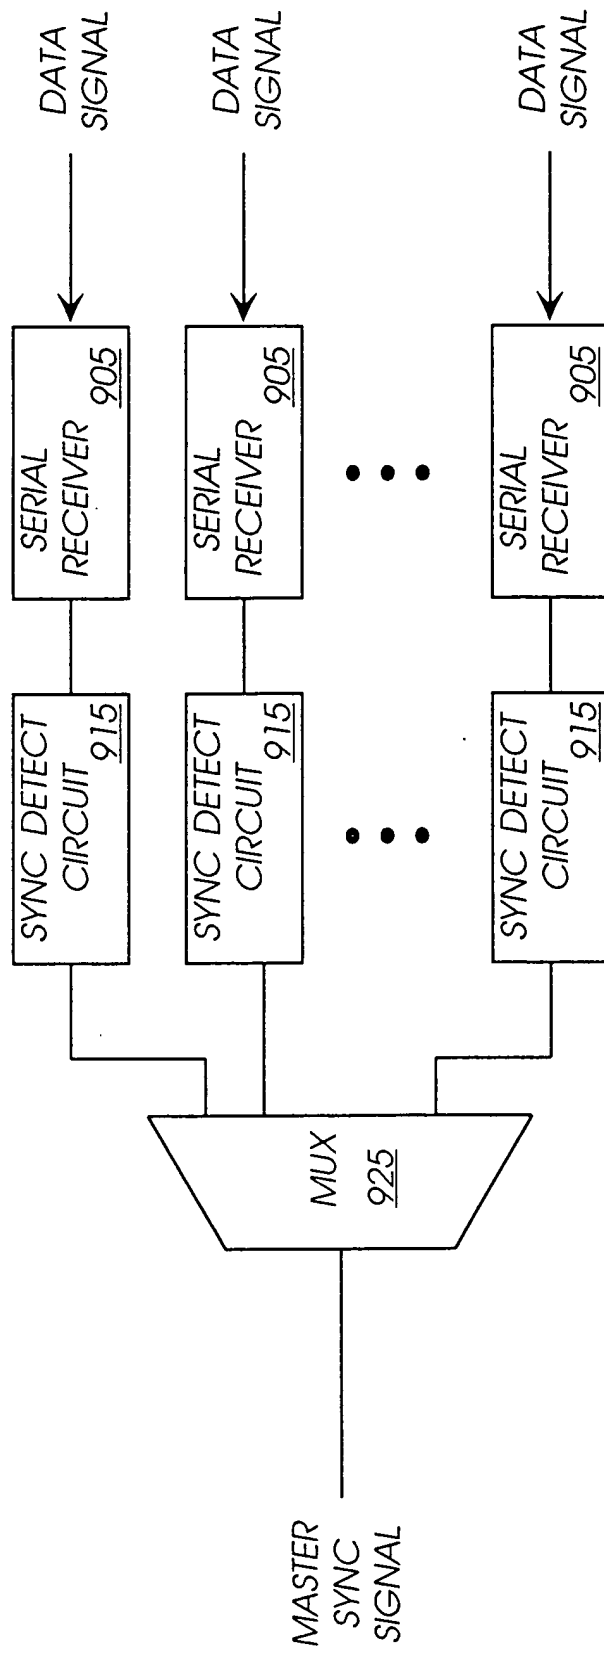 DATA
SIGNAL
DATA
SIGNAL
DATA
SIGNAL
SERIAL
RECEIVER
905
SERIAL
RECEIVER
905
SERIAL
RECEIVER
905
SYNC DETECT
CIRCUIT
915
SYNC DETECT
CIRCUIT
915
SYNC DETECT
CIRCUIT
915
MUX
925
MASTER
SYNC
SIGNAL